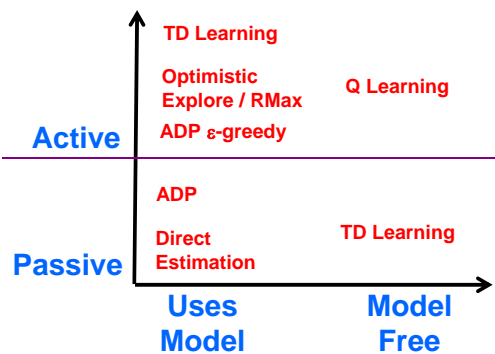 TD Learning
Optimistic
Explore / RMax
Q Learning
Active
ADP ε-greedy
ADP
Direct
Estimation
TD Learning
Passive
Uses
Model
Model
Free